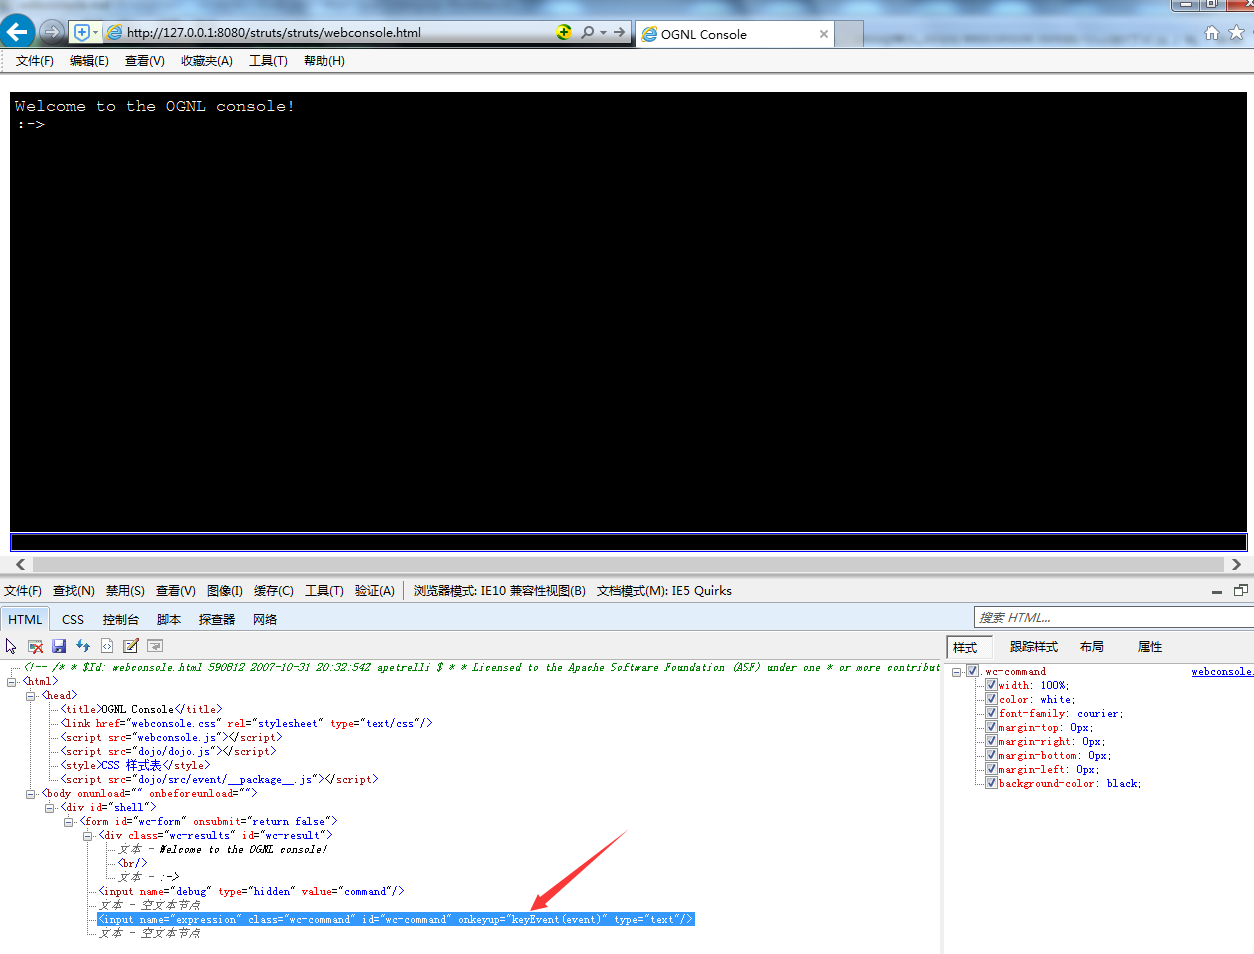 http://127.0.0.1:8080/struts/struts/webconsole.html
OGNL Console
文件(F) 编辑(E) 查看(V) 收藏夹(A) 工具(T) 帮助(H)
Welcome to the OGNL console!
:->
文件(F) 查找(N) 禁用(S) 查看(V) 图像(I) 缓存(C) 工具(T) 验证(A) 浏览器模式: IE10 兼容性视图(B) 文档模式(M): IE5 Quirks
HTML CSS 控制台 脚本 探查器 网络 搜索 HTML...
样式 跟踪样式 布局 属性
<!-- /* * $Id: webconsole.html 590812 2007-10-31 20:32:54Z apetrelli $ * * Licensed to the Apache Software Foundation (ASF) under one * or more contribut
<html>
<head>
<title>OGNL Console</title>
<link href="webconsole.css" rel="stylesheet" type="text/css"/>
<script src="webconsole.js"></script>
<script src="dojo/dojo.js"></script>
<style>CSS 样式表</style>
<script src="dojo/src/event/__package__.js"></script>
<body onunload="" onbeforeunload="">
<div id="shell">
<form id="wc-form" onsubmit="return false">
<div class="wc-results" id="wc-result">
文本 - Welcome to the OGNL console!
<br/>
文本 - :->
<input name="debug" type="hidden" value="command"/>
文本 - 空文本节点
<input name="expression" class="wc-command" id="wc-command" onkeyup="keyEvent(event)" type="text"/>
文本 - 空文本节点
.wc-command webconsole.
width: 100%;
color: white;
font-family: courier;
margin-top: 0px;
margin-right: 0px;
margin-bottom: 0px;
margin-left: 0px;
background-color: black;